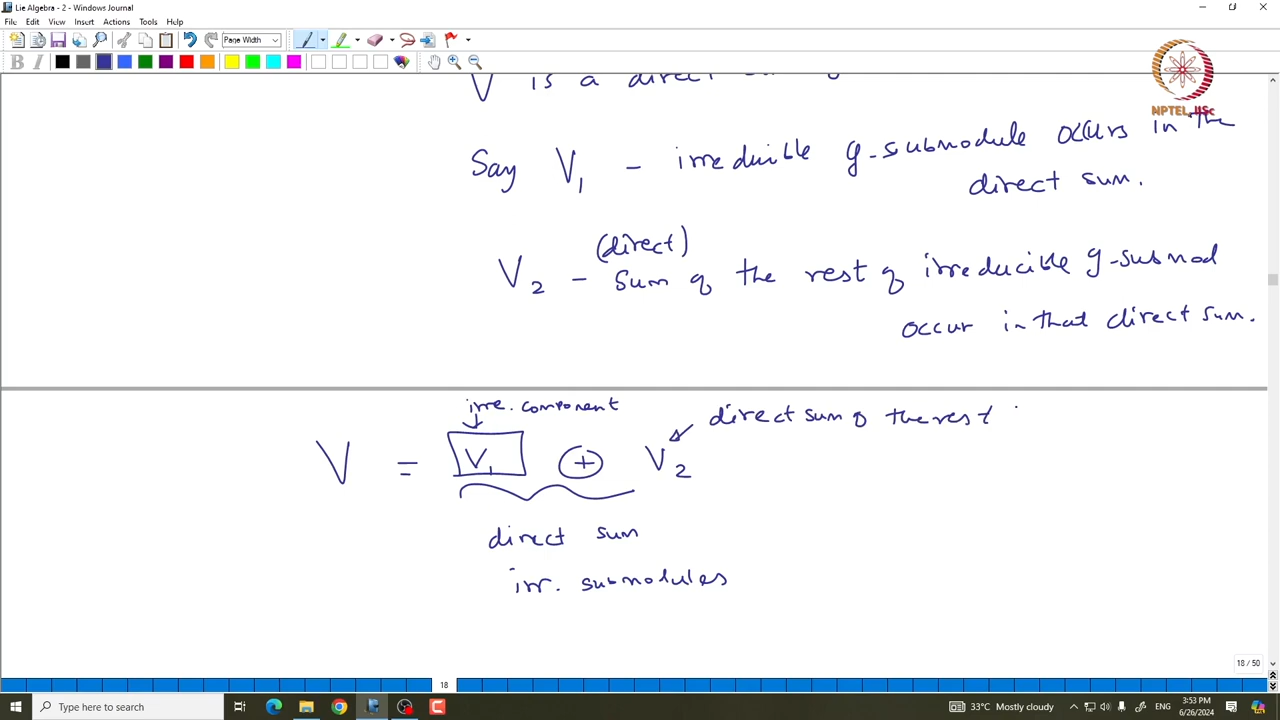 Lie Algebra - 2 - Windows Journal
File Edit View Insert Actions Tools Help
Page Width
NPTEL, IISc
V is a direct
Say V1 - irreducible g-submodule occurs in the
direct sum.
(direct)
V2 - Sum of the rest of irreducible g-submod
occur in that direct sum.
irre. component
direct sum of the rest
V = V1 ⊕ V2
direct sum
irr. submodules
18 / 50
18
Type here to search
33°C Mostly cloudy
ENG
3:53 PM
6/26/2024